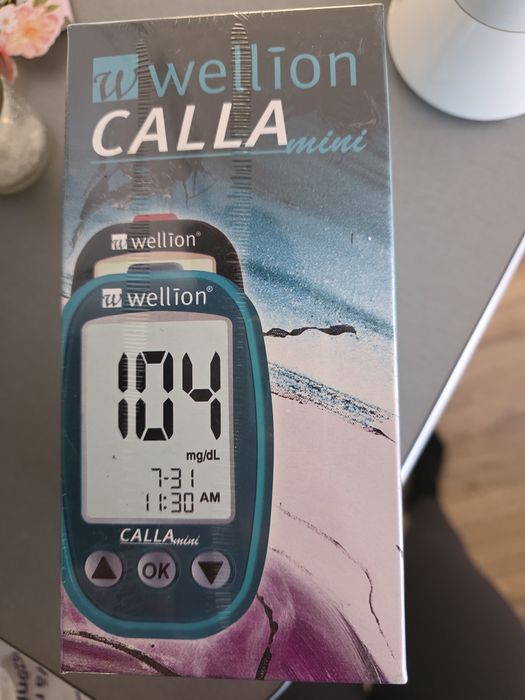 w wellion
CALLA mini
w wellion®
w wellion®
104
mg/dL
7-31
11:30 AM
CALLA mini
OK